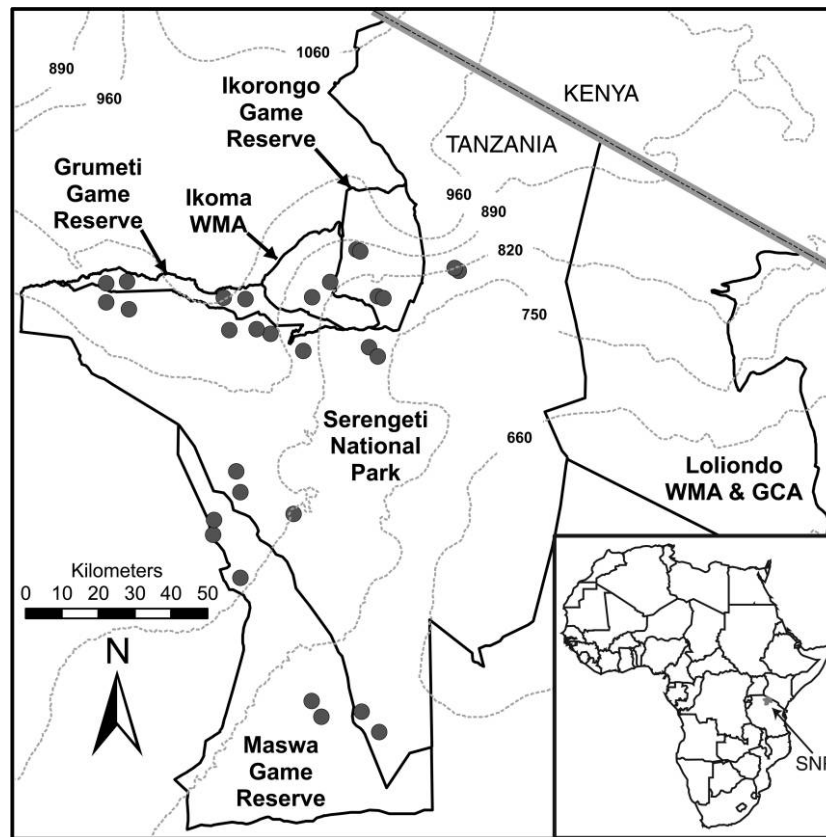 1060
890
960
Ikorongo
Game
Reserve
KENYA
TANZANIA
Grumeti
Game
Reserve
Ikoma
WMA
960
890
820
750
660
Serengeti
National
Park
Loliondo
WMA & GCA
Kilometers
0 10 20 30 40 50
N
Maswa
Game
Reserve